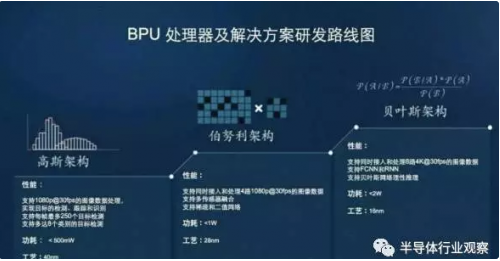 BPU 处理器及解决方案研发路线图
高斯架构
性能：
支持1080p@30fps的图像数据处理，
实现目标的检测、跟踪和识别
支持每帧最多250个目标检测
支持多达8个类别的目标检测
功耗：＜500mW
工艺：40nm
伯努利架构
性能：
支持同时接入和处理4路1080p@30fps的图像数据
支持多传感器融合
支持稀疏和二值网络
功耗：<1W
工艺：28nm
P(A/B)=P(B/A)*P(A)/P(B)
贝叶斯架构
性能：
支持同时接入和处理8路4K@30fps的图像数据
支持FCNN和RNN
支持贝叶斯网络理性推理
功耗：<2W
工艺：16nm
半导体行业观察